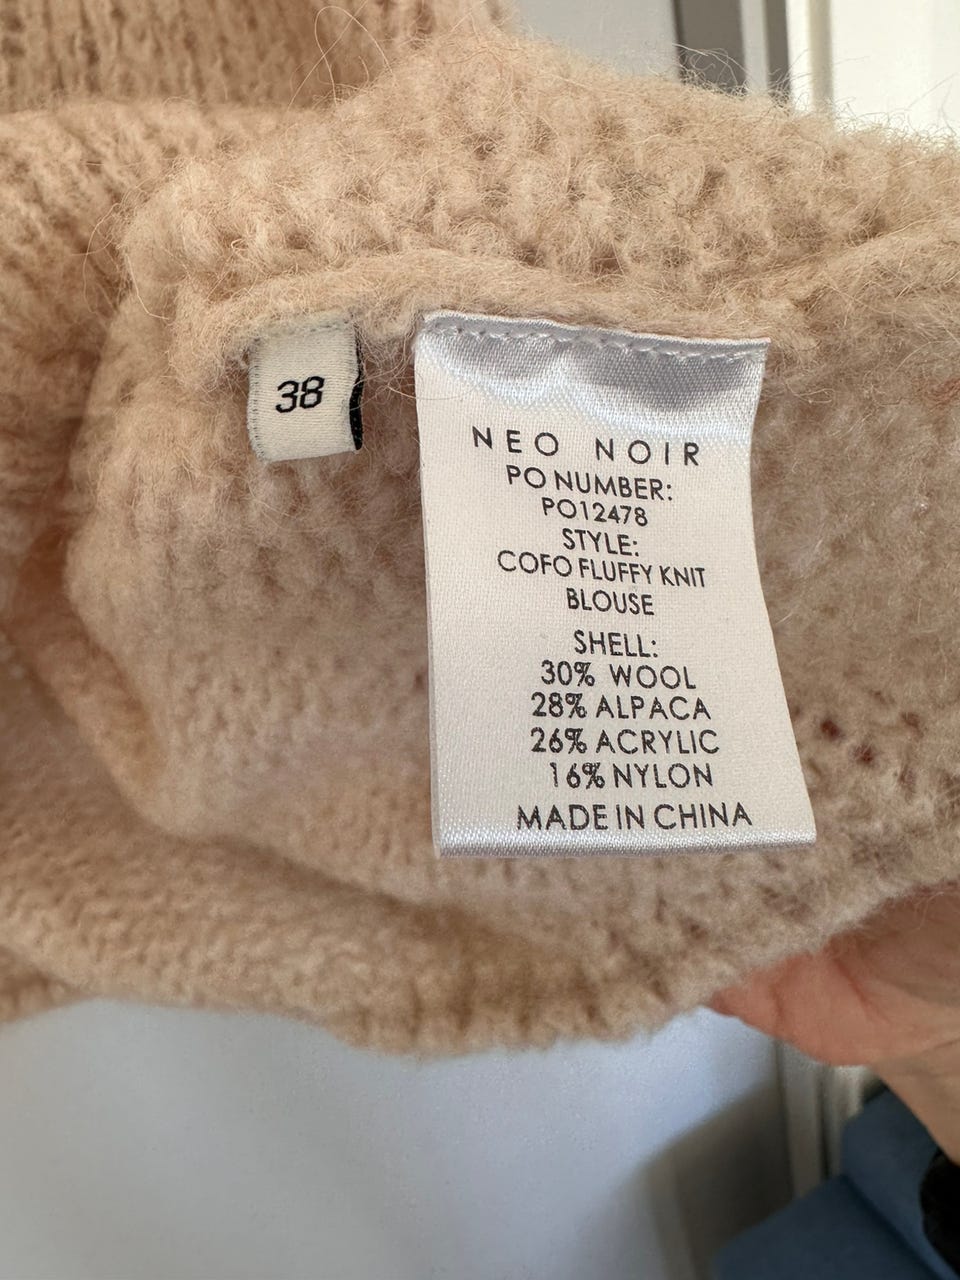 38
NEO NOIR
PO NUMBER:
PO12478
STYLE:
COFO FLUFFY KNIT
BLOUSE
SHELL:
30% WOOL
28% ALPACA
26% ACRYLIC
16% NYLON
MADE IN CHINA